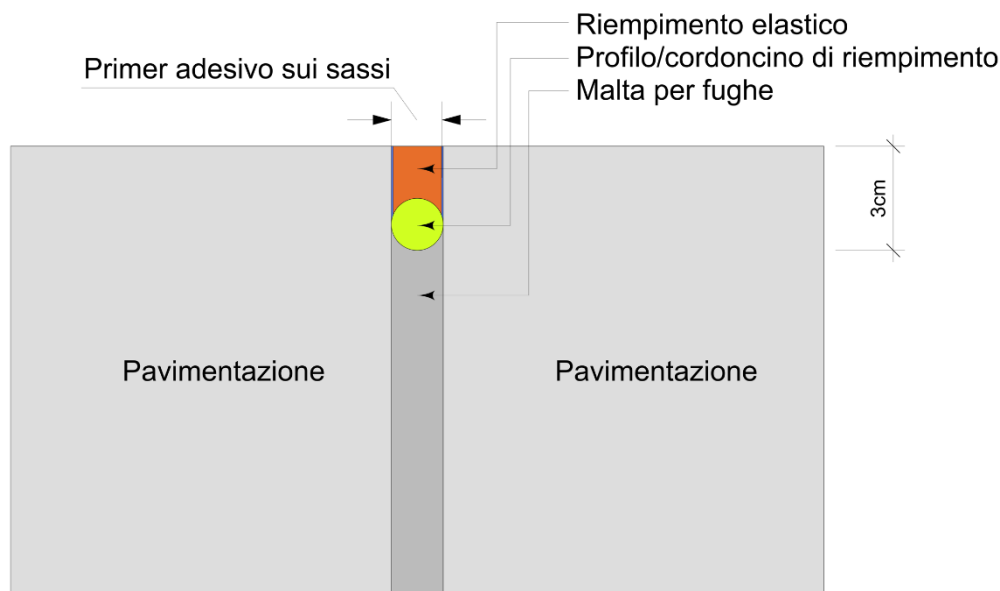 Riempimento elastico
Profilo/cordoncino di riempimento
Malta per fughe
Primer adesivo sui sassi
3cm
Pavimentazione
Pavimentazione